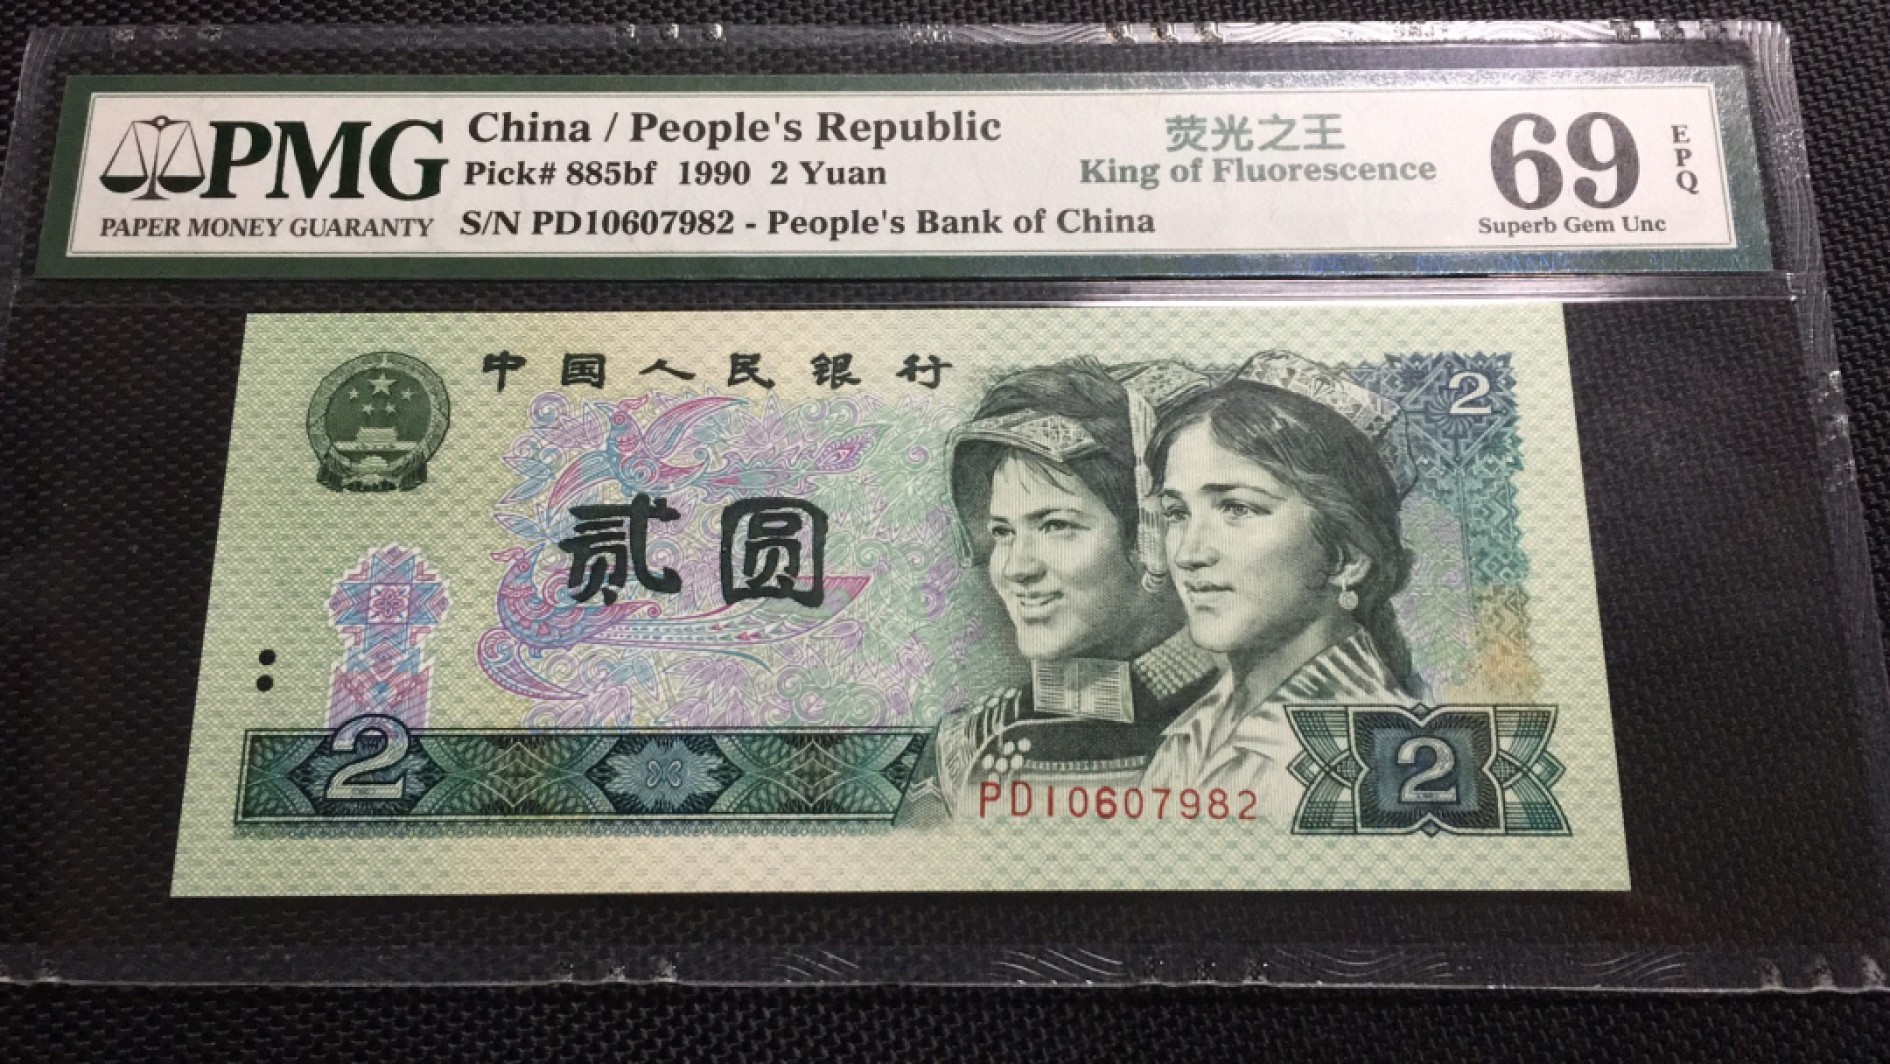 PMG
PAPER MONEY GUARANTY
China / People's Republic
Pick# 885bf 1990 2 Yuan
S/N PD10607982 - People's Bank of China
荧光之王
King of Fluorescence
69
EPQ
Superb Gem Unc
中国人民银行
2
贰圆
2
PD10607982
2